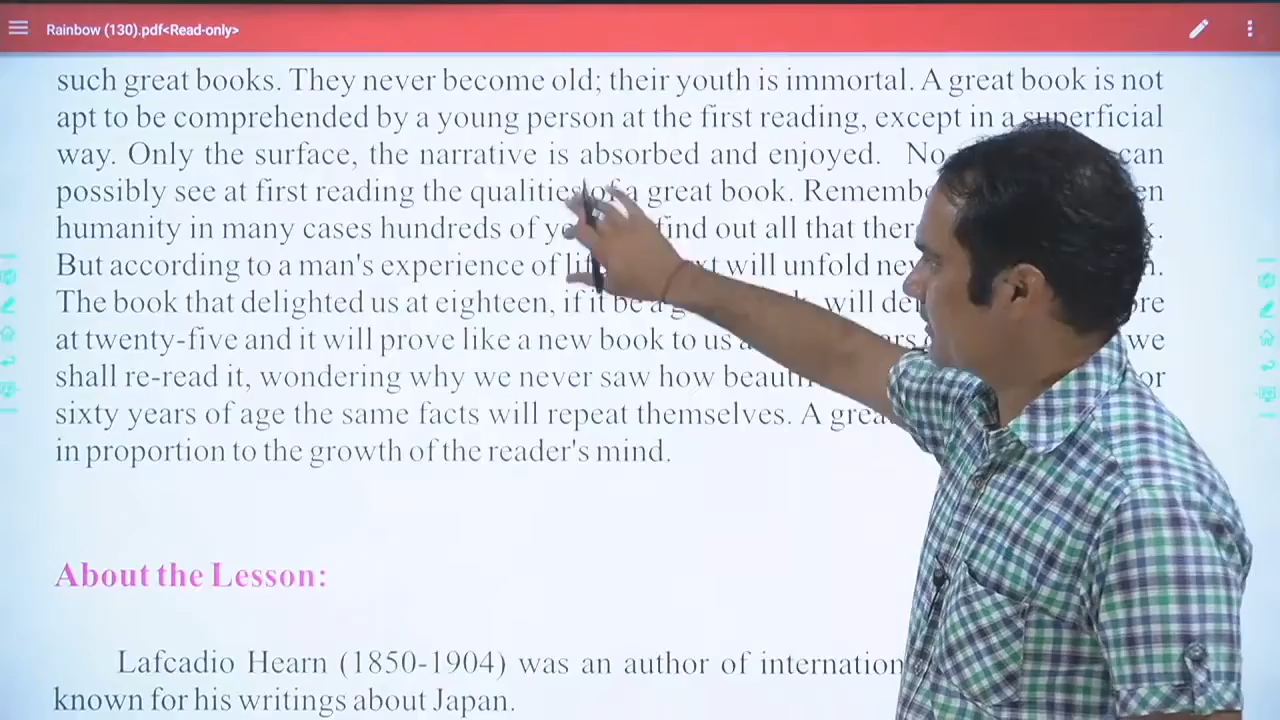 Rainbow (130).pdf<Read-only>
such great books. They never become old; their youth is immortal. A great book is not
apt to be comprehended by a young person at the first reading, except in a superficial
way. Only the surface, the narrative is absorbed and enjoyed. No can
possibly see at first reading the qualities of a great book.
humanity in many cases hundreds of find out all that
But according to a man's experience of will unfold
The book that delighted us at eighteen, if it be a will
at twenty-five and it will prove like a new book to us we
shall re-read it, wondering why we never saw how or
sixty years of age the same facts will repeat themselves. A
in proportion to the growth of the reader's mind.
About the Lesson:
Lafcadio Hearn (1850-1904) was an author of
known for his writings about Japan.